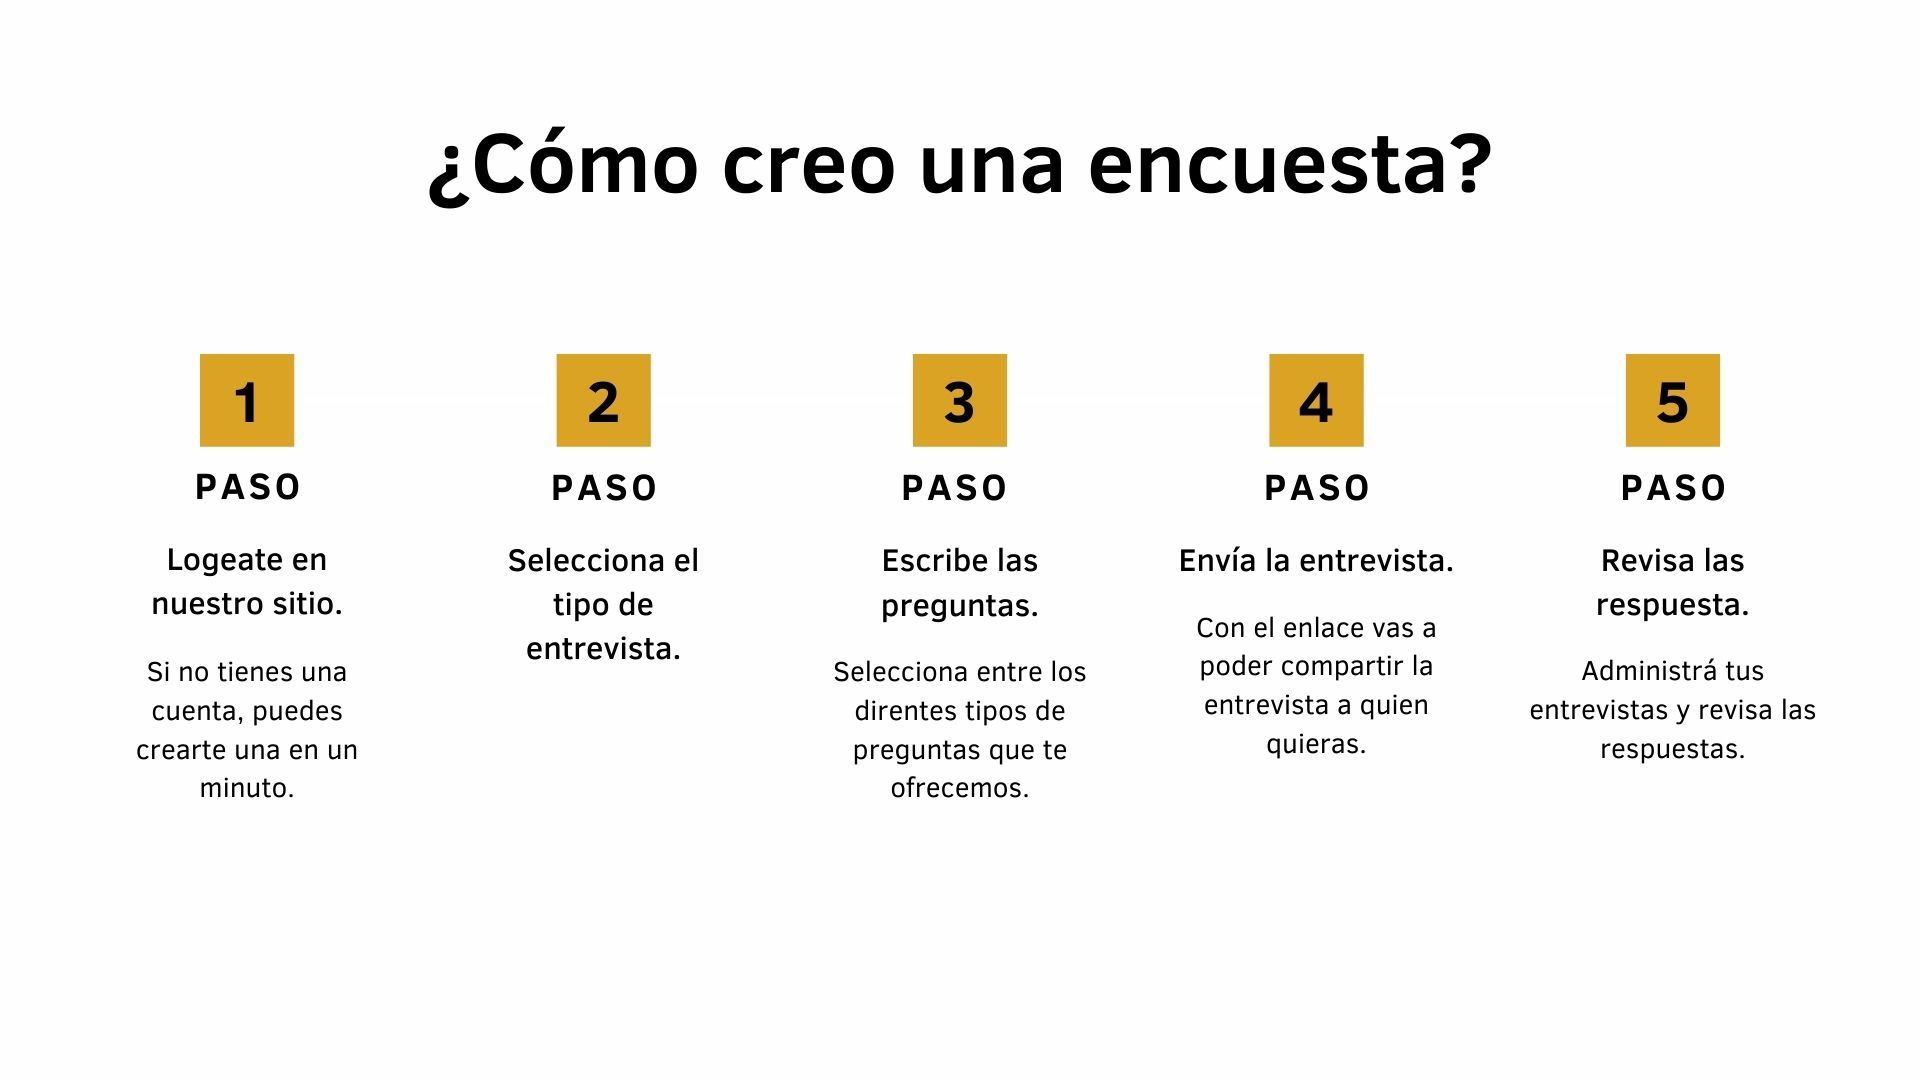 ¿Cómo creo una encuesta?
1
PASO
Logeate en
nuestro sitio.
Si no tienes una
cuenta, puedes
crearte una en un
minuto.
2
PASO
Selecciona el
tipo de
entrevista.
3
PASO
Escribe las
preguntas.
Selecciona entre los
direntes tipos de
preguntas que te
ofrecemos.
4
PASO
Envía la entrevista.
Con el enlace vas a
poder compartir la
entrevista a quien
quieras.
5
PASO
Revisa las
respuesta.
Administrá tus
entrevistas y revisa las
respuestas.